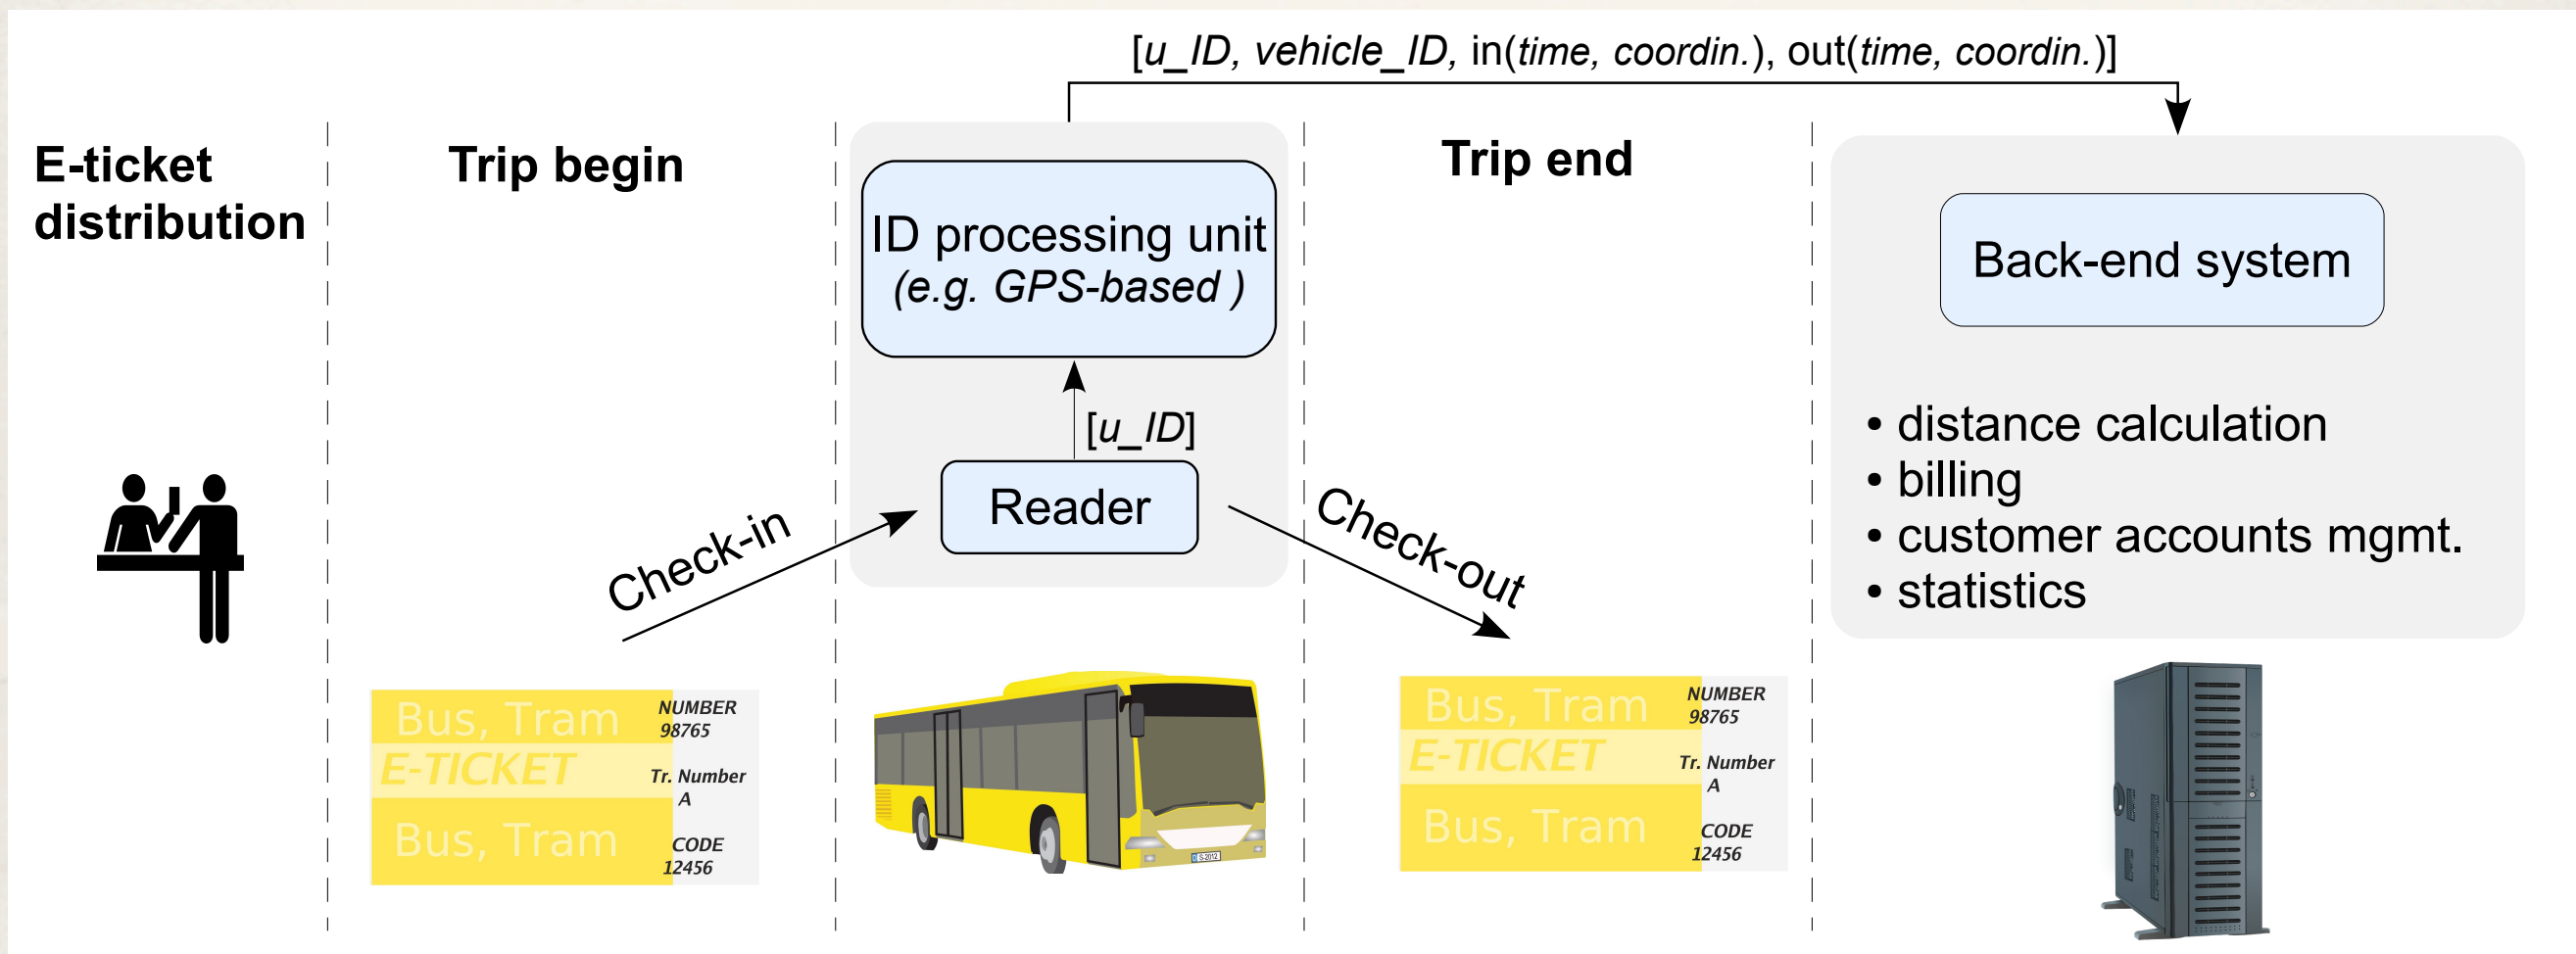 [u_ID, vehicle_ID, in(time, coordin.), out(time, coordin.)]
E-ticket
distribution
Trip begin
ID processing unit
(e.g. GPS-based )
[u_ID]
Reader
Trip end
Back-end system
• distance calculation
• billing
• customer accounts mgmt.
• statistics
Check-in
Check-out
Bus, Tram
E-TICKET
Bus, Tram
NUMBER
98765
Tr. Number
A
CODE
12456
S-2012
Bus, Tram
E-TICKET
Bus, Tram
NUMBER
98765
Tr. Number
A
CODE
12456